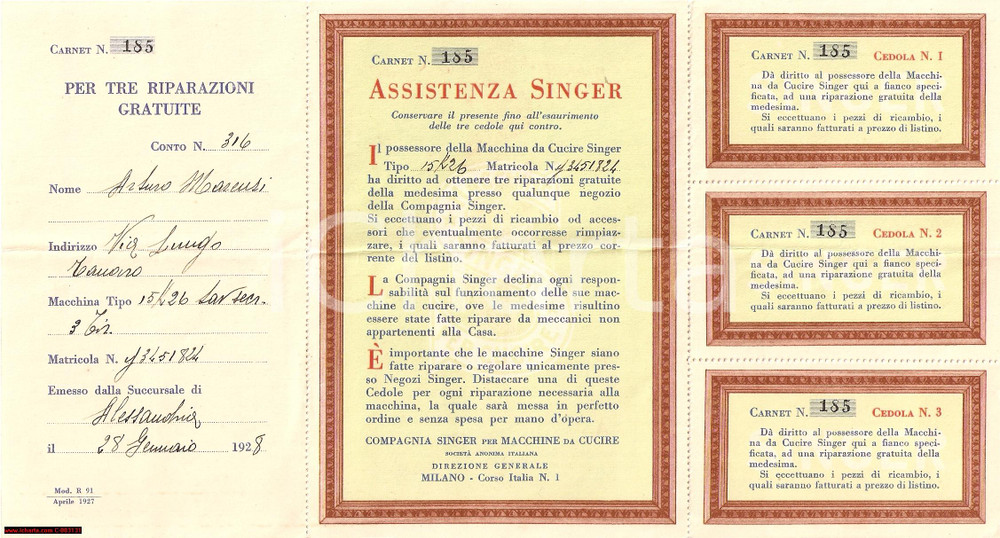 CARNET N. 185
PER TRE RIPARAZIONI
GRATUITE
CONTO N. 316
Nome Arturo
Indirizzo Via Lungo
Tanaro
Macchina Tipo 15/426
3 Tir.
Matricola N. y3451824
Emesso dalla Succursale di
Alessandria
il 28 Gennaio 1928
Mod. R 91
Aprile 1927
www.icharta.com C-003131
CARNET N. 185
ASSISTENZA SINGER
Conservare il presente fino all'esaurimento
delle tre cedole qui contro.
Il possessore della Macchina da Cucire Singer
Tipo 15/426 Matricola N. y3451824
ha diritto ad ottenere tre riparazioni gratuite
della medesima presso qualunque negozio
della Compagnia Singer.
Si eccettuano i pezzi di ricambio od acces-
sori che eventualmente occorresse rimpiaz-
zare, i quali saranno fatturati al prezzo cor-
rente del listino.
La Compagnia Singer declina ogni respon-
sabilità sul funzionamento delle sue mac-
chine da cucire, ove le medesime risultino
essere state fatte riparare da meccanici non
appartenenti alla Casa.
È importante che le macchine Singer siano
fatte riparare o regolare unicamente pres-
so Negozi Singer. Distaccare una di queste
Cedole per ogni riparazione necessaria alla
macchina, la quale sarà messa in perfetto
ordine e senza spesa per mano d'opera.
COMPAGNIA SINGER PER MACCHINE DA CUCIRE
SOCIETÀ ANONIMA ITALIANA
DIREZIONE GENERALE
MILANO - Corso Italia N. 1
CARNET N. 185 CEDOLA N. 1
Dà diritto al possessore della Macchi-
na da Cucire Singer qui a fianco speci-
ficata, ad una riparazione gratuita della
medesima.
Si eccettuano i pezzi di ricambio, i
quali saranno fatturati a prezzo di listino.
CARNET N. 185 CEDOLA N. 2
Dà diritto al possessore della Macchi-
na da Cucire Singer qui a fianco speci-
ficata, ad una riparazione gratuita della
medesima.
Si eccettuano i pezzi di ricambio, i
quali saranno fatturati a prezzo di listino.
CARNET N. 185 CEDOLA N. 3
Dà diritto al possessore della Macchi-
na da Cucire Singer qui a fianco speci-
ficata, ad una riparazione gratuita della
medesima.
Si eccettuano i pezzi di ricambio, i
quali saranno fatturati a prezzo di listino.